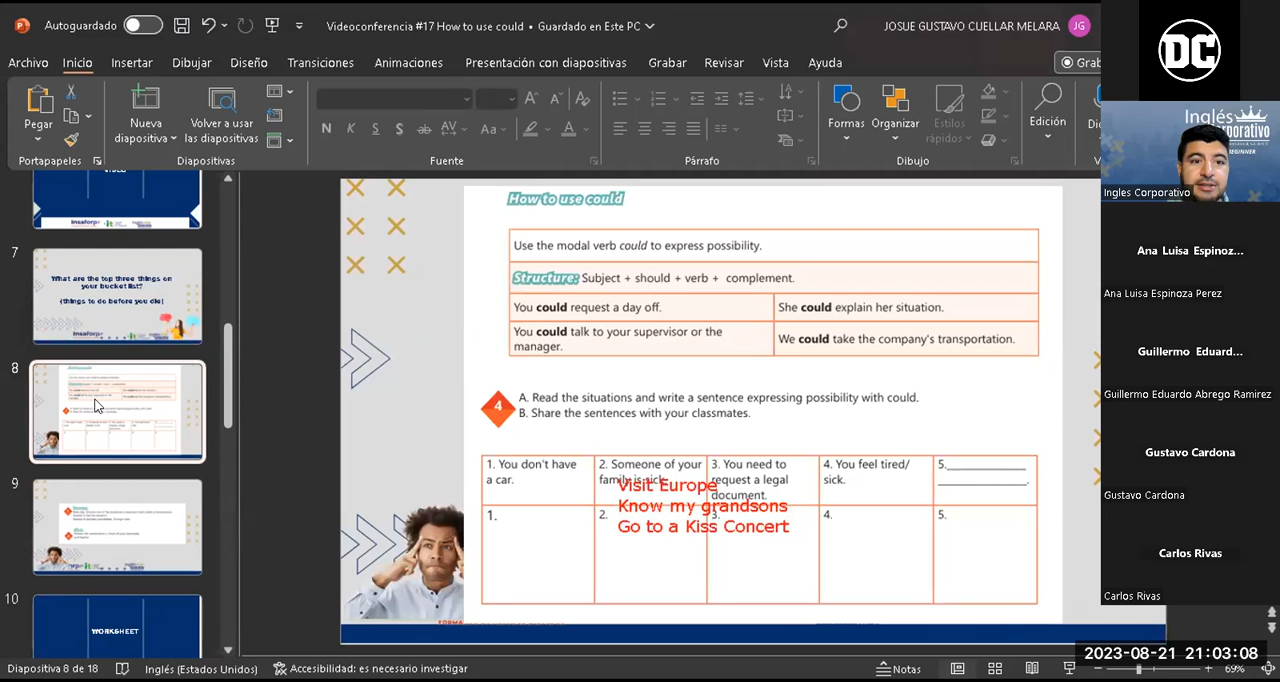 Autoguardado
Videoconferencia #17 How to use could • Guardado en Este PC
JOSUE GUSTAVO CUELLAR MELARA
JG
DC
Archivo
Inicio
Insertar
Dibujar
Diseño
Transiciones
Animaciones
Presentación con diapositivas
Grabar
Revisar
Vista
Ayuda
Grab
Pegar
Nueva
diapositiva
Volver a usar
las diapositivas
N K S S ab AV Aa A
Formas
Organizar
Estilos
rápidos
Edición
Portapapeles
Diapositivas
Fuente
Párrafo
Dibujo
Inglés
Corporativo
Ingles Corporativo
Ana Luisa Espinoz...
Ana Luisa Espinoza Perez
Guillermo Eduard...
Guillermo Eduardo Abrego Ramirez
Gustavo Cardona
Gustavo Cardona
Carlos Rivas
Carlos Rivas
7
What are the top three things on
your bucket list?
(things to do before you die)
8
9
10
WORKSHEET
How to use could
Use the modal verb could to express possibility.
Structure: Subject + should + verb + complement.
You could request a day off.
She could explain her situation.
You could talk to your supervisor or the
manager.
We could take the company's transportation.
4
A. Read the situations and write a sentence expressing possibility with could.
B. Share the sentences with your classmates.
1. You don't have
a car.
2. Someone of your
family is sick.
3. You need to
request a legal
document.
4. You feel tired/
sick.
5.
1.
2.
3.
4.
5.
Visit Europe
Know my grandsons
Go to a Kiss Concert
Diapositiva 8 de 18
Inglés (Estados Unidos)
Accesibilidad: es necesario investigar
Notas
69%
2023-08-21 21:03:08